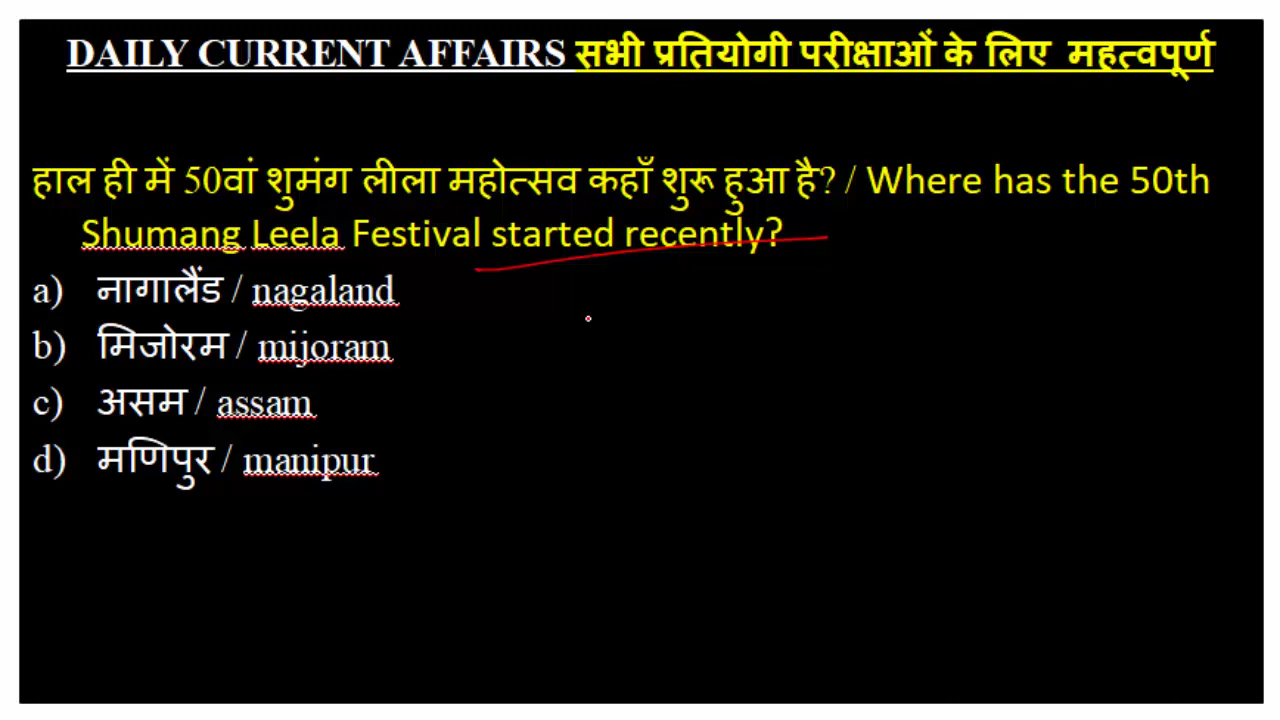 DAILY CURRENT AFFAIRS सभी प्रतियोगी परीक्षाओं के लिए महत्वपूर्ण
हाल ही में 50वां शुमंग लीला महोत्सव कहाँ शुरू हुआ है? / Where has the 50th
Shumang Leela Festival started recently?
a) नागालैंड / nagaland
b) मिजोरम / mijoram
c) असम / assam
d) मणिपुर / manipur